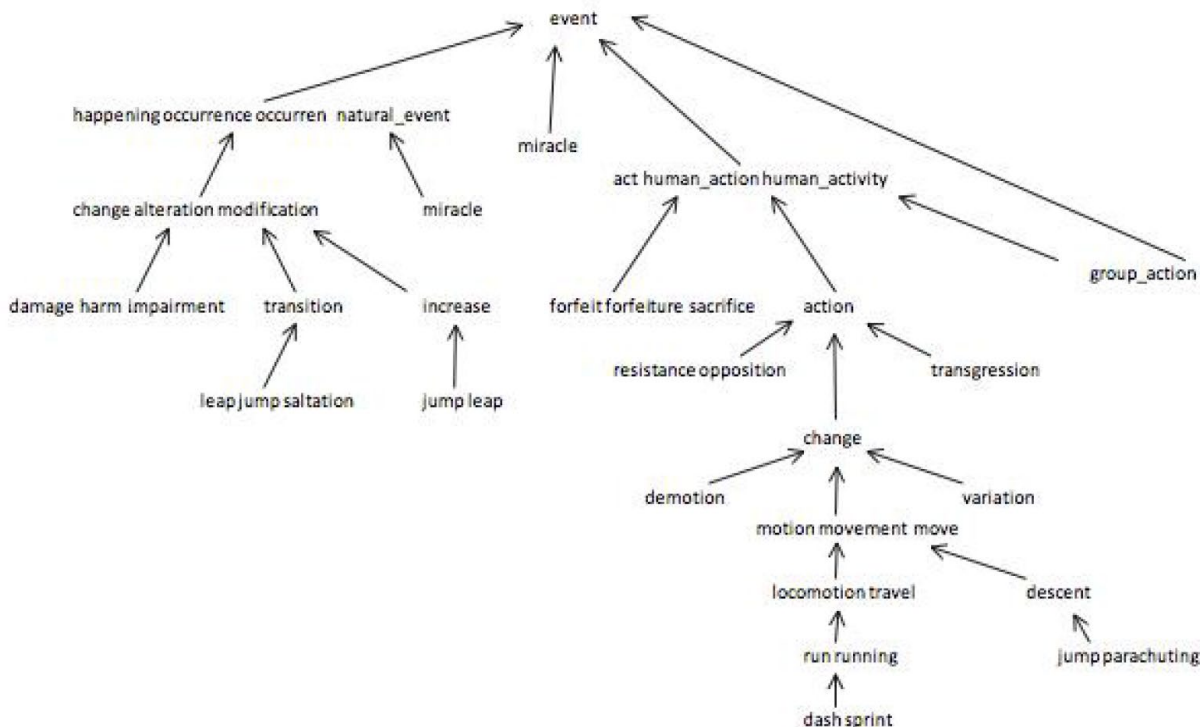 event
happening occurrence occurren natural_event
miracle
act human_action human_activity
change alteration modification
miracle
group_action
damage harm impairment
transition
increase
forfeit forfeiture sacrifice
action
resistance opposition
transgression
leap jump saltation
jump leap
change
demotion
variation
motion movement move
locomotion travel
descent
run running
jump parachuting
dash sprint